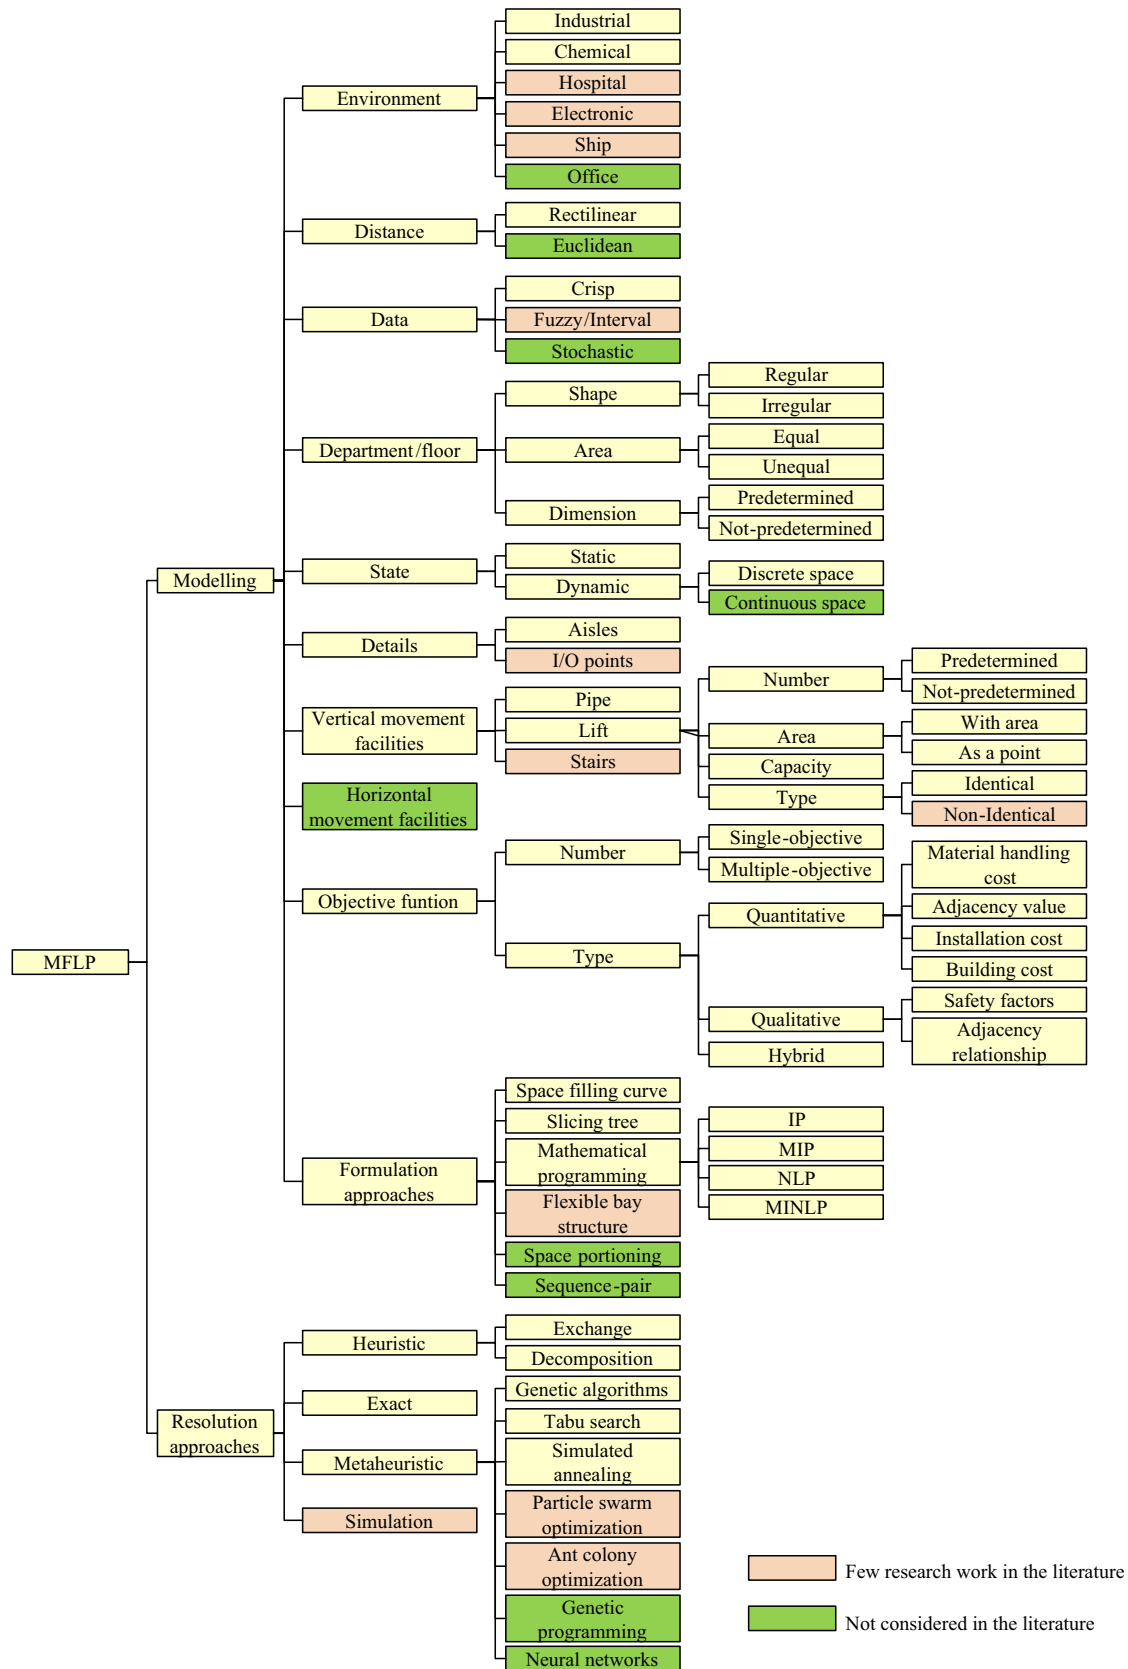 MFLP
Modelling
Environment
Industrial
Chemical
Hospital
Electronic
Ship
Office
Distance
Rectilinear
Euclidean
Data
Crisp
Fuzzy/Interval
Stochastic
Department/floor
Shape
Regular
Irregular
Area
Equal
Unequal
Dimension
Predetermined
Not-predetermined
State
Static
Dynamic
Discrete space
Continuous space
Details
Aisles
I/O points
Vertical movement
facilities
Pipe
Lift
Number
Predetermined
Not-predetermined
Area
With area
As a point
Capacity
Type
Identical
Non-Identical
Stairs
Horizontal
movement facilities
Objective funtion
Number
Single-objective
Multiple-objective
Type
Quantitative
Material handling
cost
Adjacency value
Installation cost
Building cost
Qualitative
Safety factors
Adjacency
relationship
Hybrid
Formulation
approaches
Space filling curve
Slicing tree
Mathematical
programming
IP
MIP
NLP
MINLP
Flexible bay
structure
Space portioning
Sequence-pair
Resolution
approaches
Heuristic
Exchange
Decomposition
Exact
Metaheuristic
Genetic algorithms
Tabu search
Simulated
annealing
Particle swarm
optimization
Ant colony
optimization
Genetic
programming
Neural networks
Simulation
Few research work in the literature
Not considered in the literature